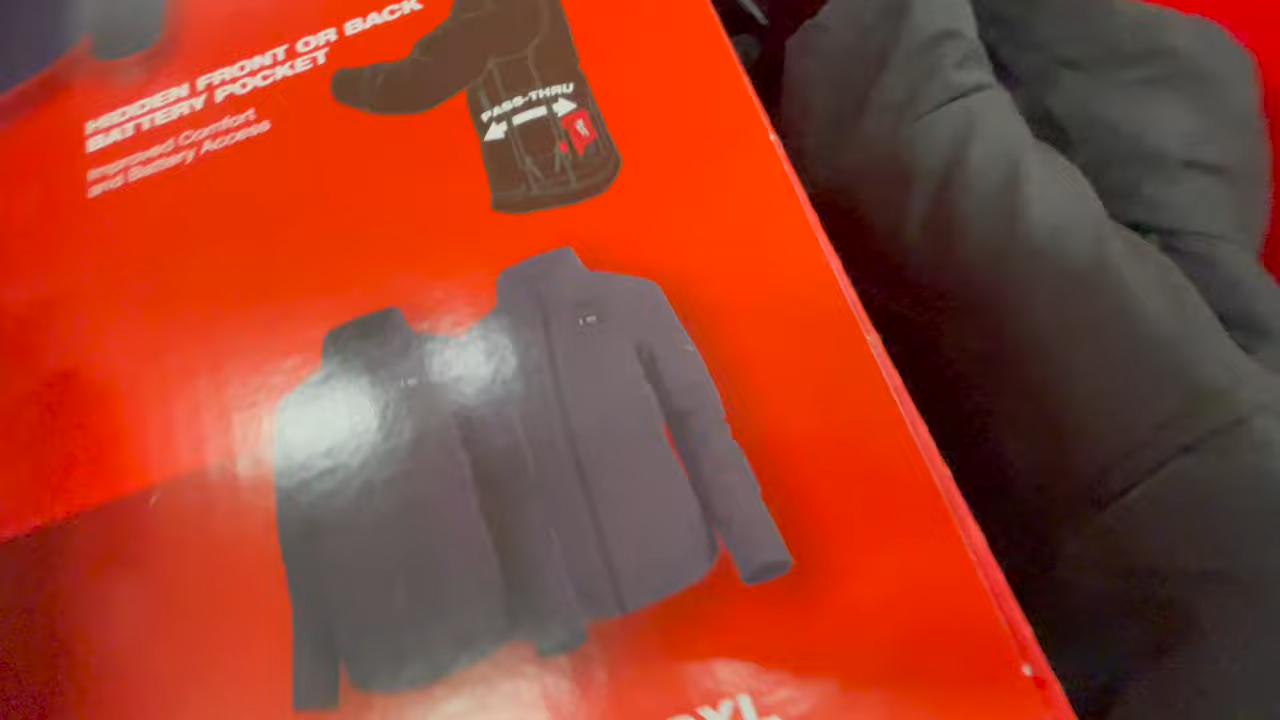 HIDDEN FRONT OR BACK
BATTERY POCKET
Improved Comfort
and Battery Access
PASS-THRU